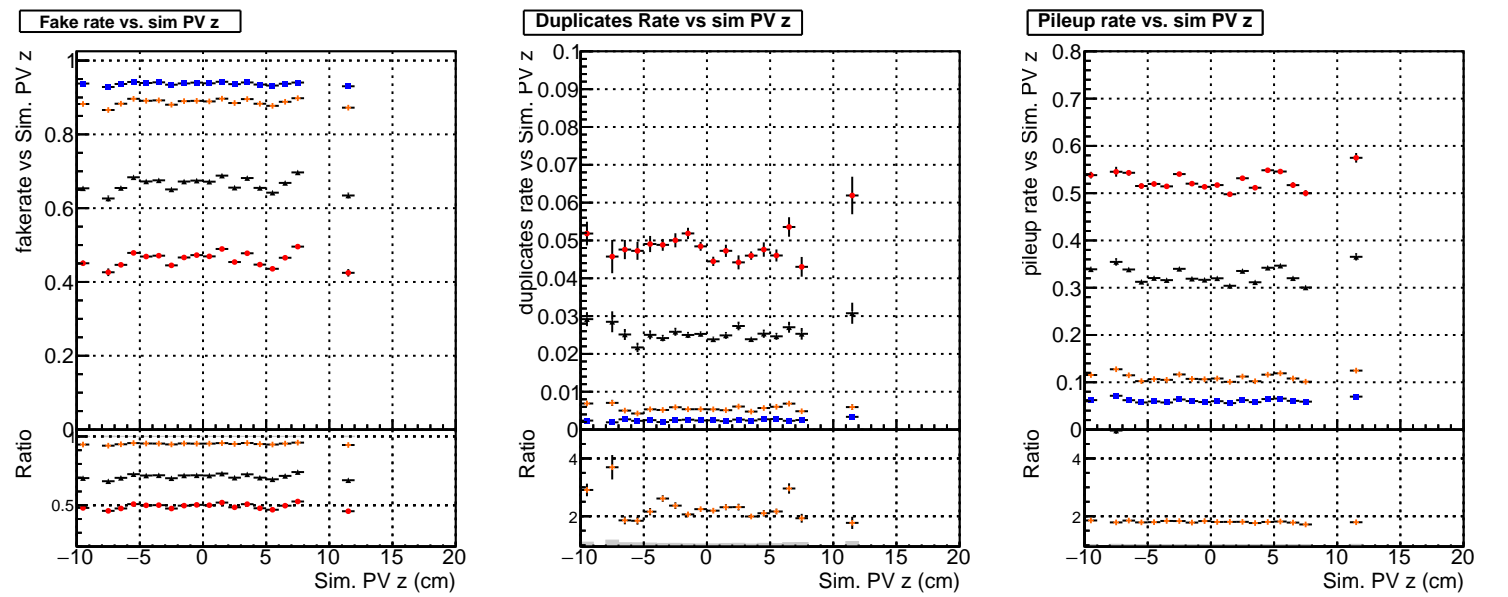 Fake rate vs. sim PV z
fakerate vs Sim. PV z
1
0.8
0.6
0.4
0.2
0
Ratio
0.5
−10 −5 0 5 10 15 20
Sim. PV z (cm)
Duplicates Rate vs sim PV z
duplicates rate vs Sim. PV z
0.1
0.09
0.08
0.07
0.06
0.05
0.04
0.03
0.02
0.01
0
Ratio
4
2
−10 −5 0 5 10 15 20
Sim. PV z (cm)
Pileup rate vs. sim PV z
pileup rate vs Sim. PV z
0.8
0.7
0.6
0.5
0.4
0.3
0.2
0.1
0
Ratio
4
2
−10 −5 0 5 10 15 20
Sim. PV z (cm)